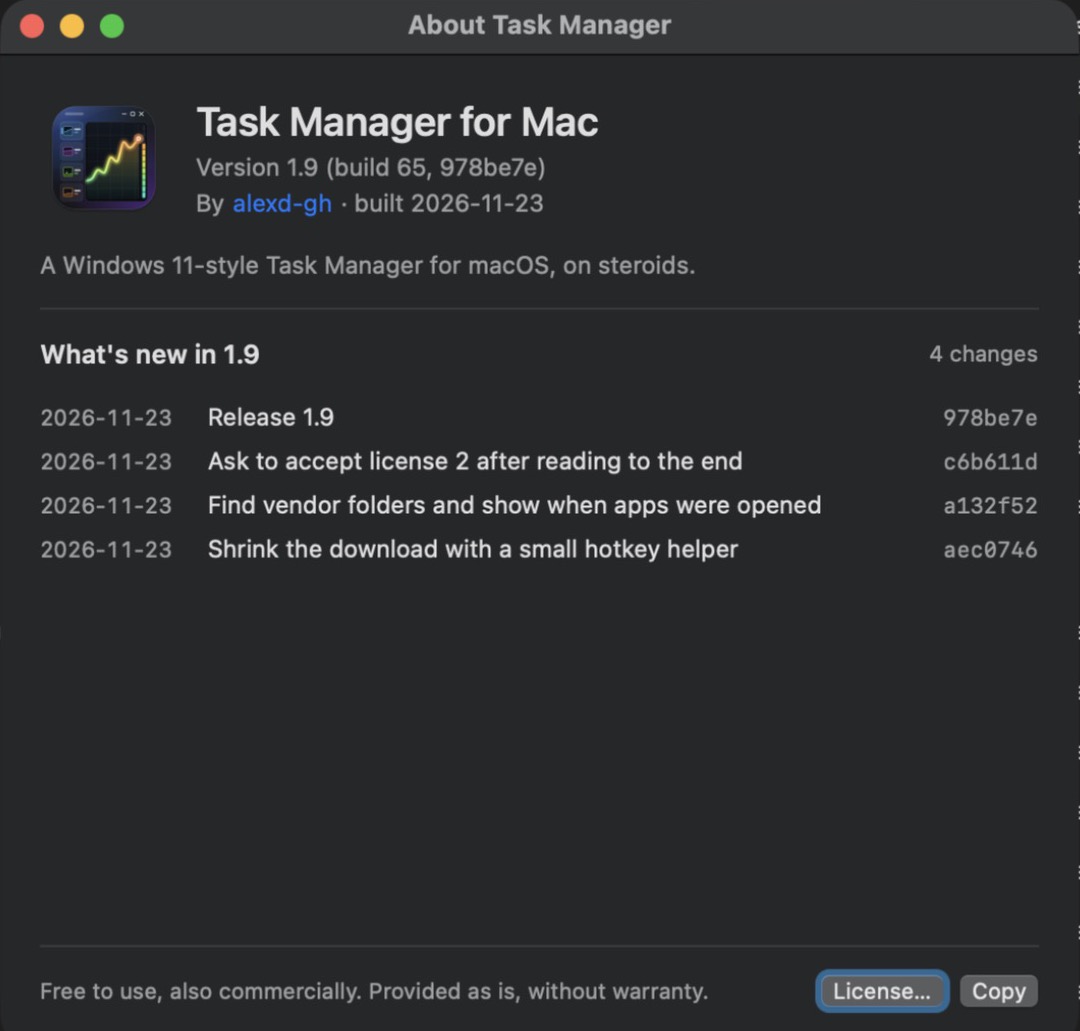 About Task Manager
Task Manager for Mac
Version 1.9 (build 65, 978be7e)
By alexd-gh · built 2026-11-23
A Windows 11-style Task Manager for macOS, on steroids.
What's new in 1.9 4 changes
2026-11-23 Release 1.9 978be7e
2026-11-23 Ask to accept license 2 after reading to the end c6b611d
2026-11-23 Find vendor folders and show when apps were opened a132f52
2026-11-23 Shrink the download with a small hotkey helper aec0746
Free to use, also commercially. Provided as is, without warranty. License... Copy